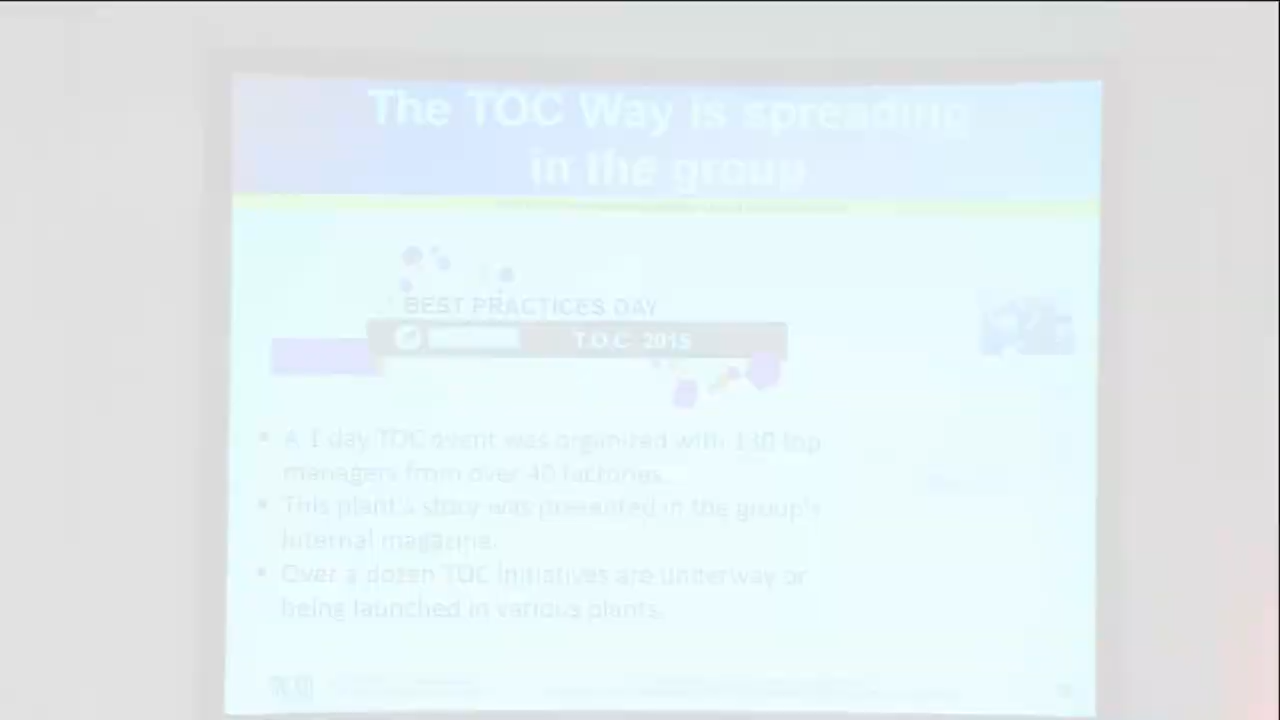 The TOC Way is spreading
in the group
BEST PRACTICES DAY
T.O.C. 2015
• A 1 day TOC event was organized with 130 top
managers from over 40 factories.
• This plant's story was presented in the group's
internal magazine.
• Over a dozen TOC initiatives are underway or
being launched in various plants.